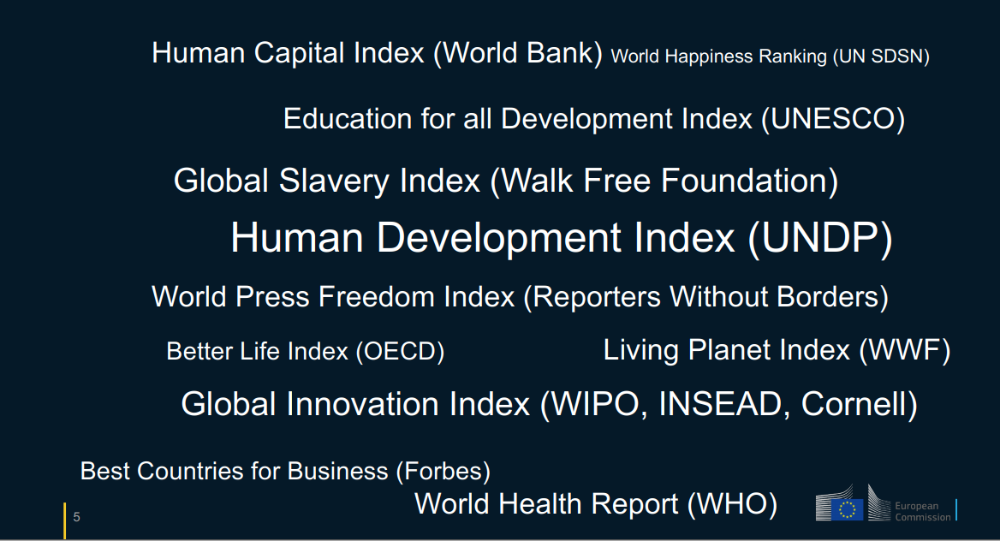 Human Capital Index (World Bank) World Happiness Ranking (UN SDSN)
Education for all Development Index (UNESCO)
Global Slavery Index (Walk Free Foundation)
Human Development Index (UNDP)
World Press Freedom Index (Reporters Without Borders)
Better Life Index (OECD)
Living Planet Index (WWF)
Global Innovation Index (WIPO, INSEAD, Cornell)
Best Countries for Business (Forbes)
World Health Report (WHO)
5
European
Commission